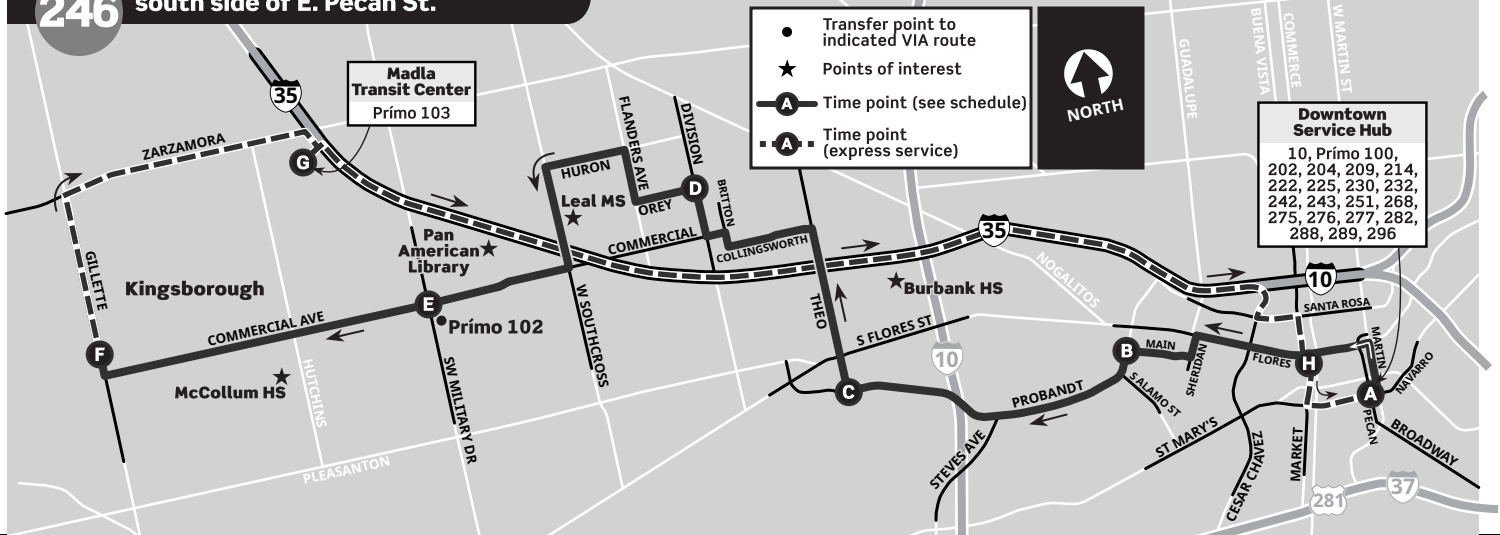 246
south side of E. Pecan St.
Transfer point to
indicated VIA route
Points of interest
A
Time point (see schedule)
A
Time point
(express service)
NORTH
GUADALUPE
BUENA VISTA
COMMERCE
W MARTIN ST
Madla
Transit Center
Prímo 103
35
ZARZAMORA
G
Downtown
Service Hub
10, Prímo 100,
202, 204, 209, 214,
222, 225, 230, 232,
242, 243, 251, 268,
275, 276, 277, 282,
288, 289, 296
FLANDERS AVE
DIVISION
HURON
Leal MS
OREY
D
BRITTON
COMMERCIAL
COLLINGSWORTH
Pan
American
Library
35
NOGALITOS
10
SANTA ROSA
GILLETTE
Kingsborough
COMMERCIAL AVE
E
Prímo 102
W SOUTHCROSS
THEO
Burbank HS
S FLORES ST
10
F
McCollum HS
HUTCHINS
SW MILITARY DR
PLEASANTON
C
PROBANDT
B
MAIN
SHERIDAN
S ALAMO ST
FLORES
H
MARTIN
NAVARRO
A
PECAN
BROADWAY
ST MARY'S
STEVES AVE
CESAR CHAVEZ
MARKET
281
37